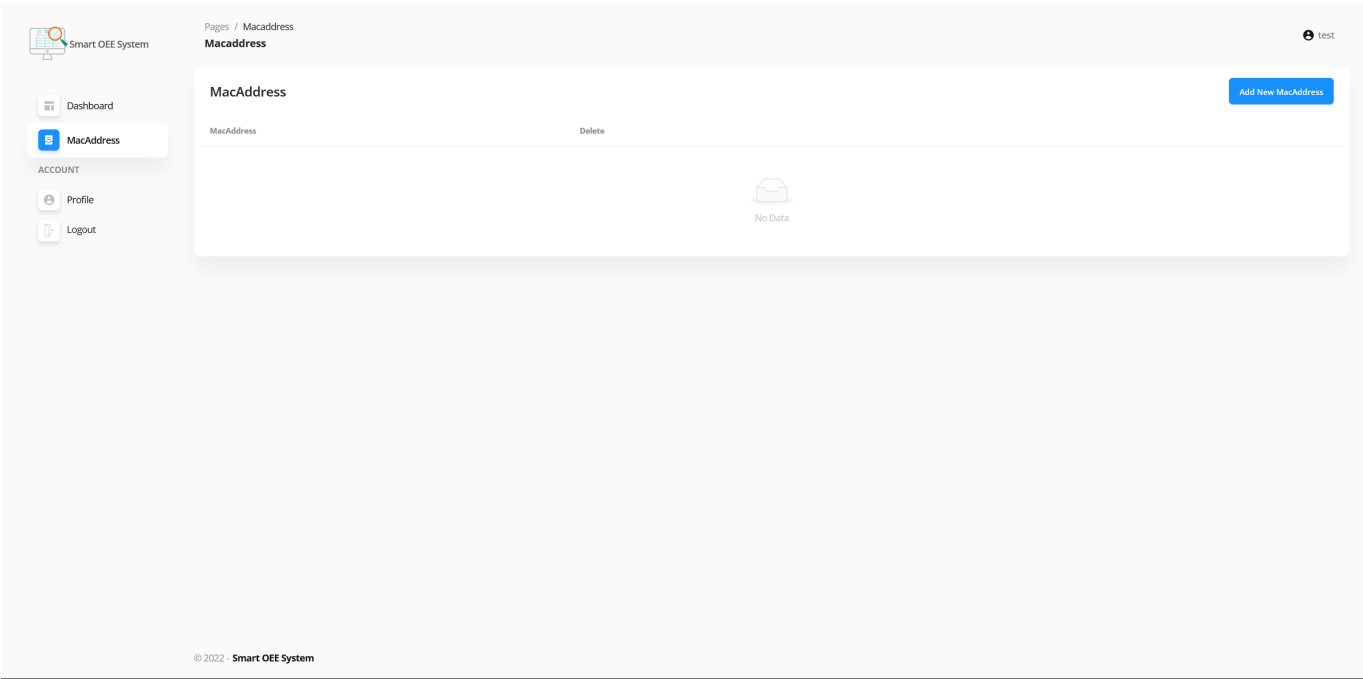 Smart OEE System
Pages / Macaddress
Macaddress
test
Dashboard
MacAddress
ACCOUNT
Profile
Logout
MacAddress
Add New MacAddress
MacAddress Delete
No Data
© 2022 - Smart OEE System